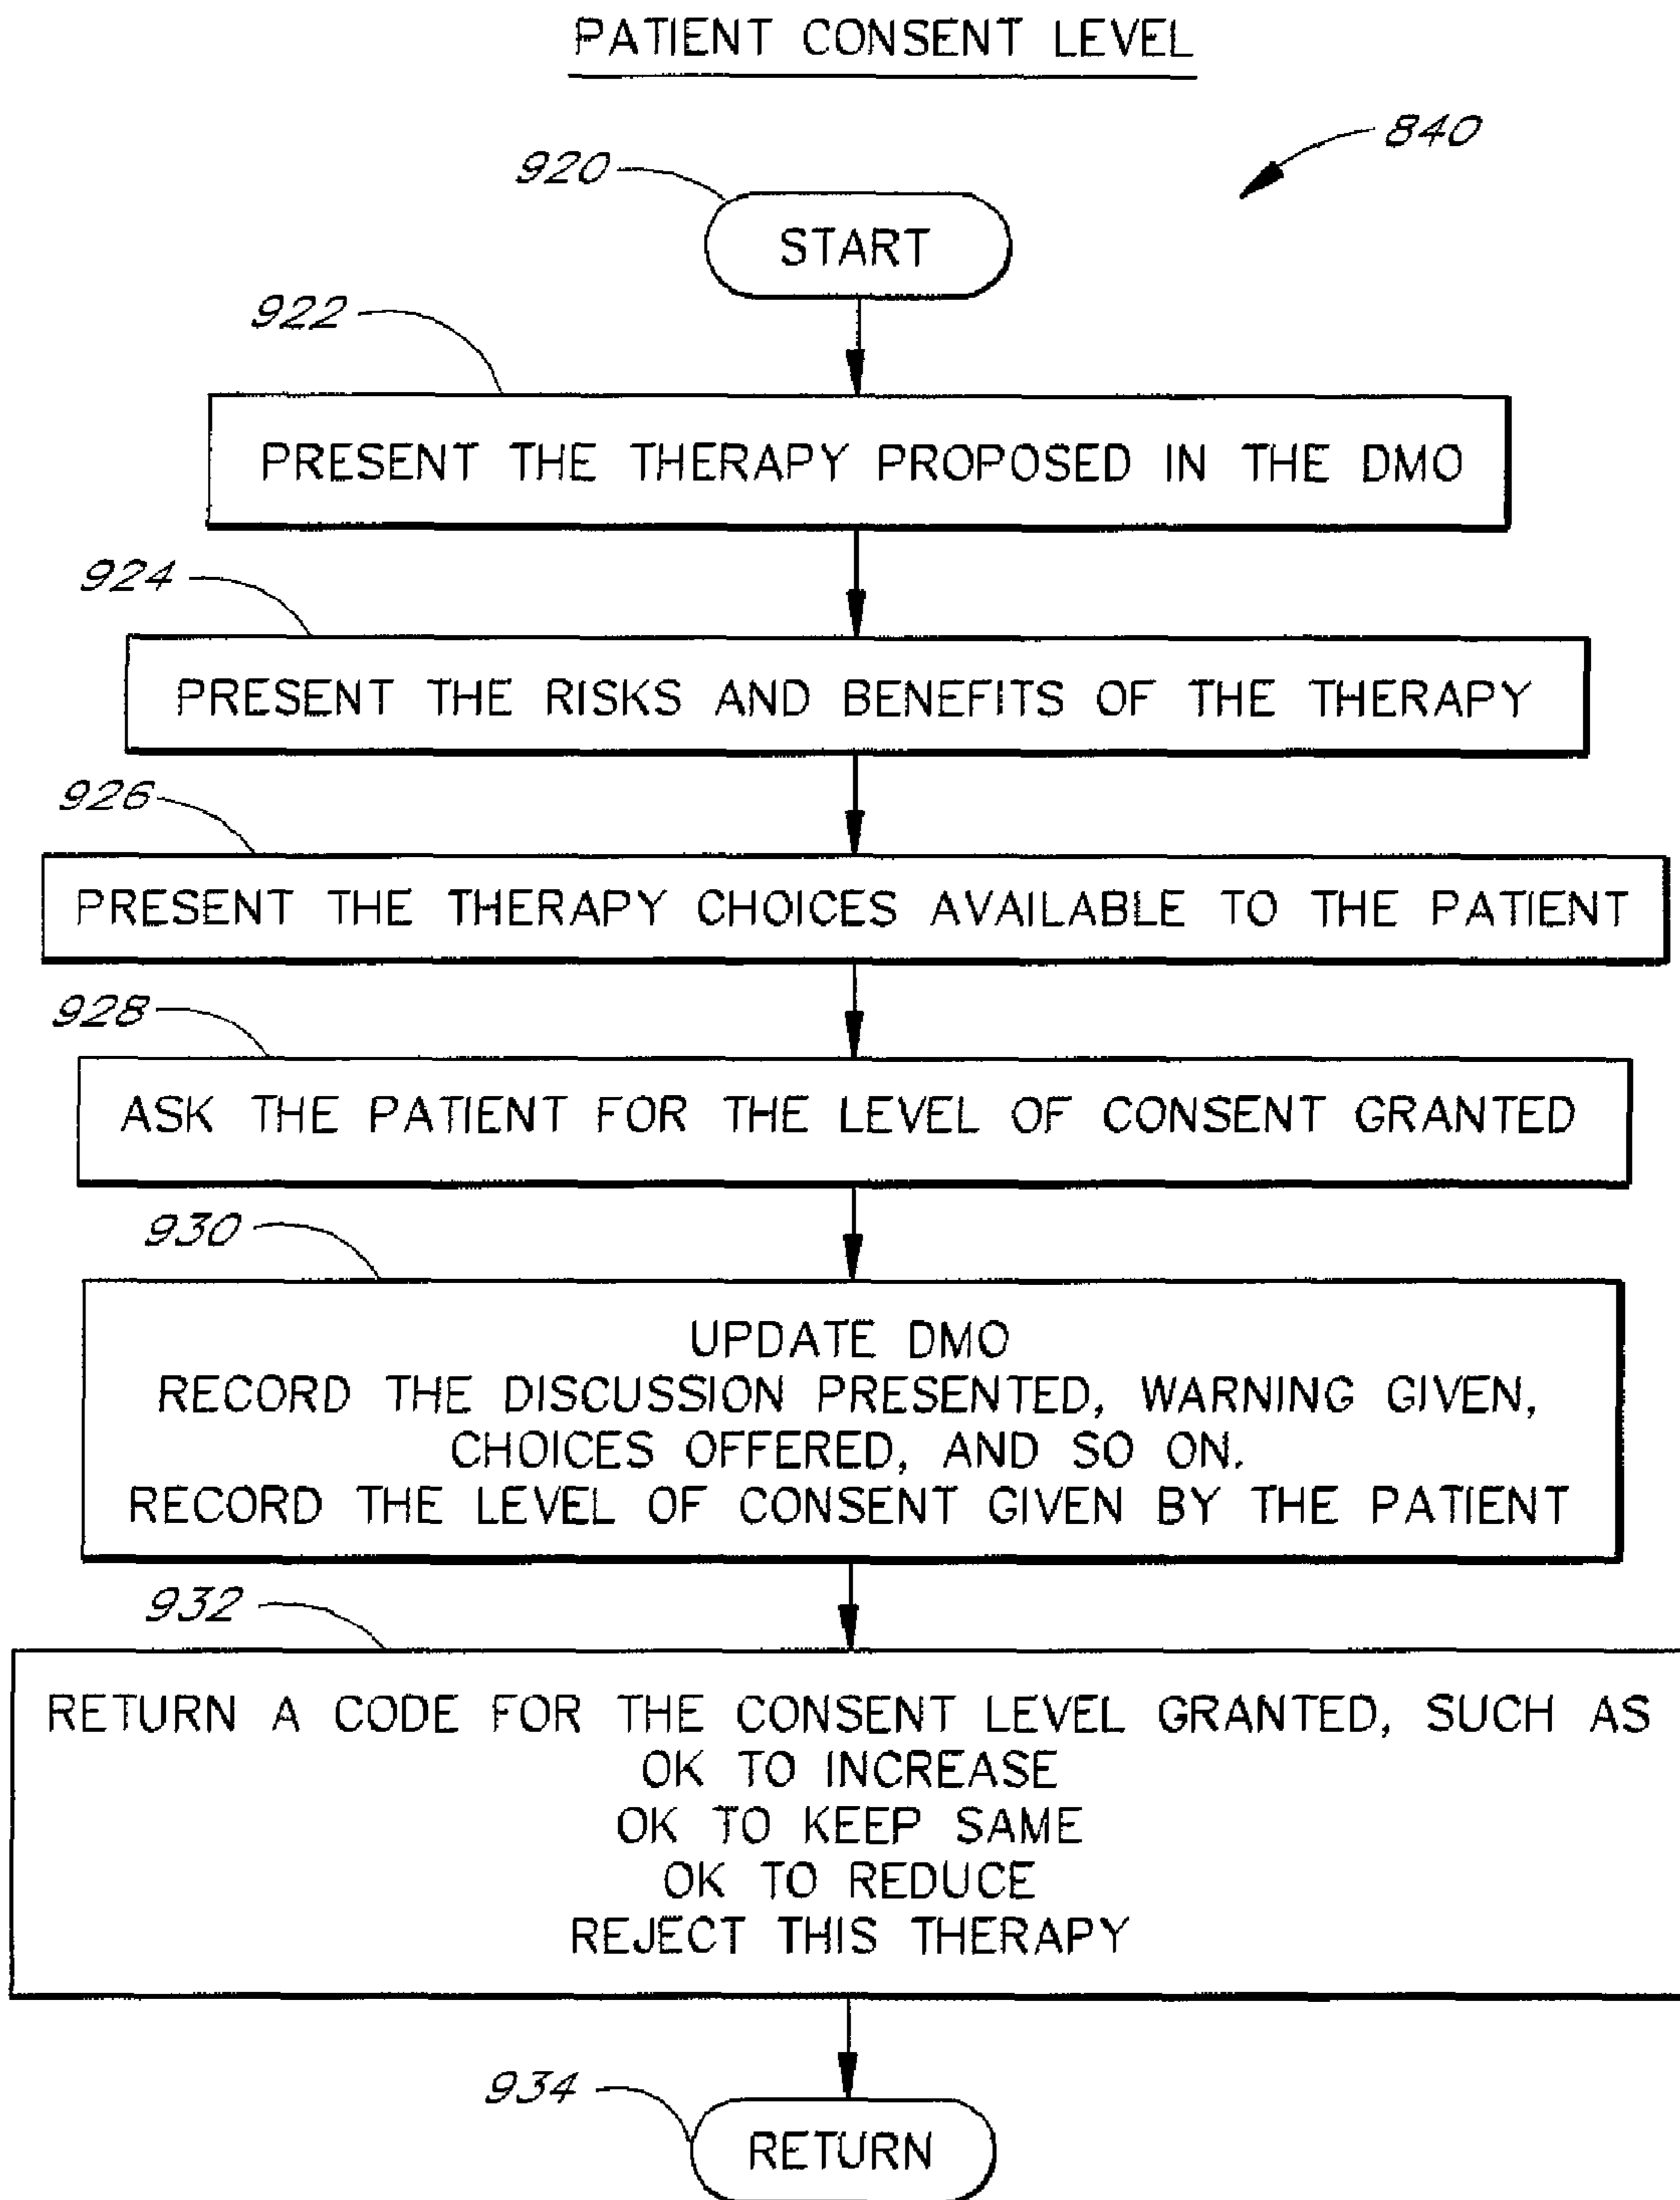 PATIENT CONSENT LEVEL
840
920
START
922
PRESENT THE THERAPY PROPOSED IN THE DMO
924
PRESENT THE RISKS AND BENEFITS OF THE THERAPY
926
PRESENT THE THERAPY CHOICES AVAILABLE TO THE PATIENT
928
ASK THE PATIENT FOR THE LEVEL OF CONSENT GRANTED
930
UPDATE DMO
RECORD THE DISCUSSION PRESENTED, WARNING GIVEN,
CHOICES OFFERED, AND SO ON.
RECORD THE LEVEL OF CONSENT GIVEN BY THE PATIENT
932
RETURN A CODE FOR THE CONSENT LEVEL GRANTED, SUCH AS
OK TO INCREASE
OK TO KEEP SAME
OK TO REDUCE
REJECT THIS THERAPY
934
RETURN